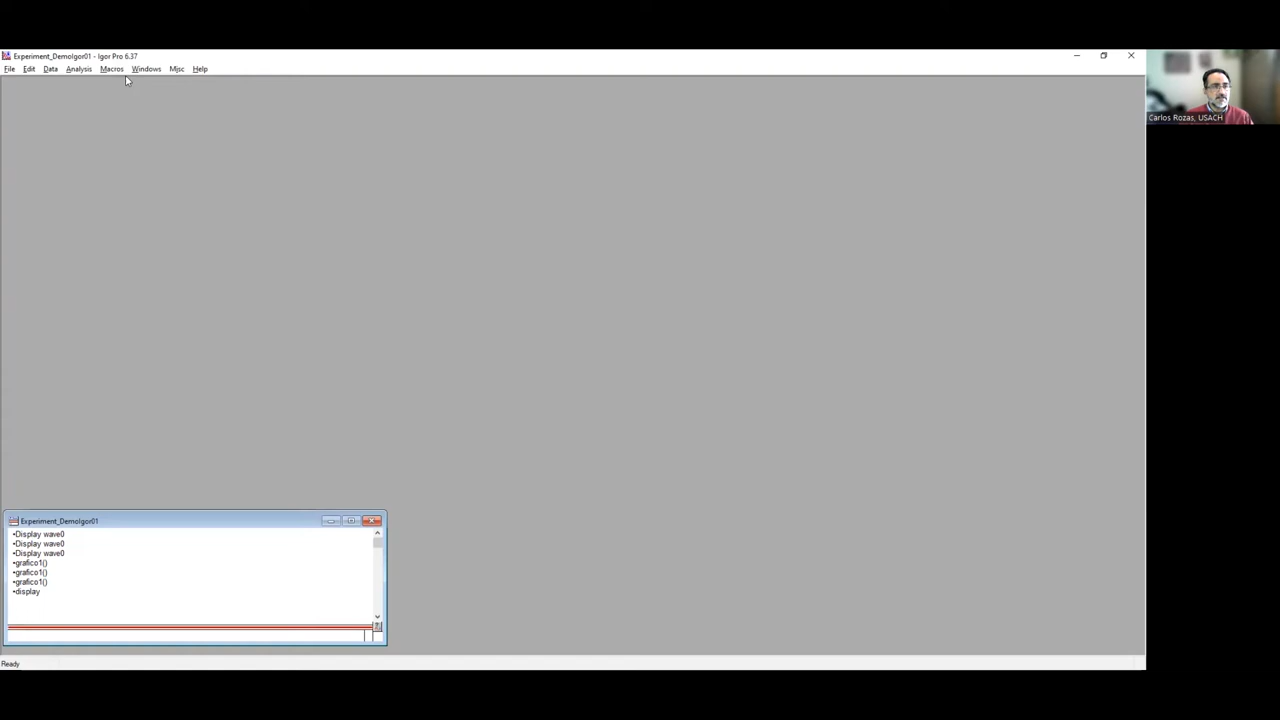 Experiment_DemoIgor01 - Igor Pro 6.37
File Edit Data Analysis Macros Windows Misc Help
Carlos Rozas, USACH
Experiment_DemoIgor01
•Display wave0
•Display wave0
•Display wave0
•grafico1()
•grafico1()
•grafico1()
•display
Ready